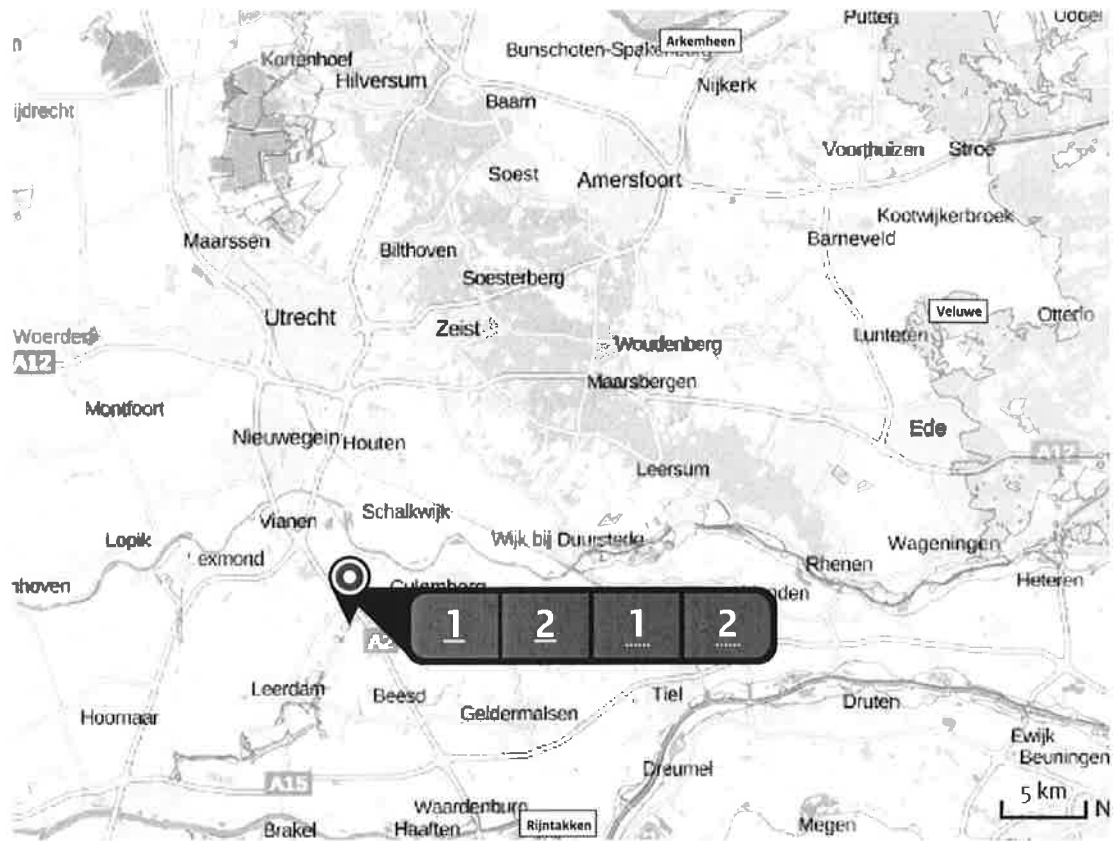 Putten
Uddel
Arkemheen
Bunschoten-Spakenburg
Kortenhoef
Hilversum
Nijkerk
ijdrecht
Baarn
Voorthuizen
Stroe
Soest
Amersfoort
Kootwijkerbroek
Maarssen
Bilthoven
Barneveld
Soesterberg
Utrecht
Veluwe
Otterlo
Zeist
Woerden
Woudenberg
Lunteren
A12
Maarsbergen
Montfoort
Nieuwegein
Houten
Ede
A12
Leersum
Vianen
Schalkwijk
Lopik
Wijk bij Duurstede
Wageningen
exmond
Rhenen
nhoven
Culemborg
nden
Heteren
1 2 1 2
A2
Leerdam
Beesd
Tiel
Druten
Hoornaar
Geldermalsen
Ewijk
Beuningen
Dreumel
A15
5 km
N
Waardenburg
Brakel
Haaften
Rijntakken
Megen